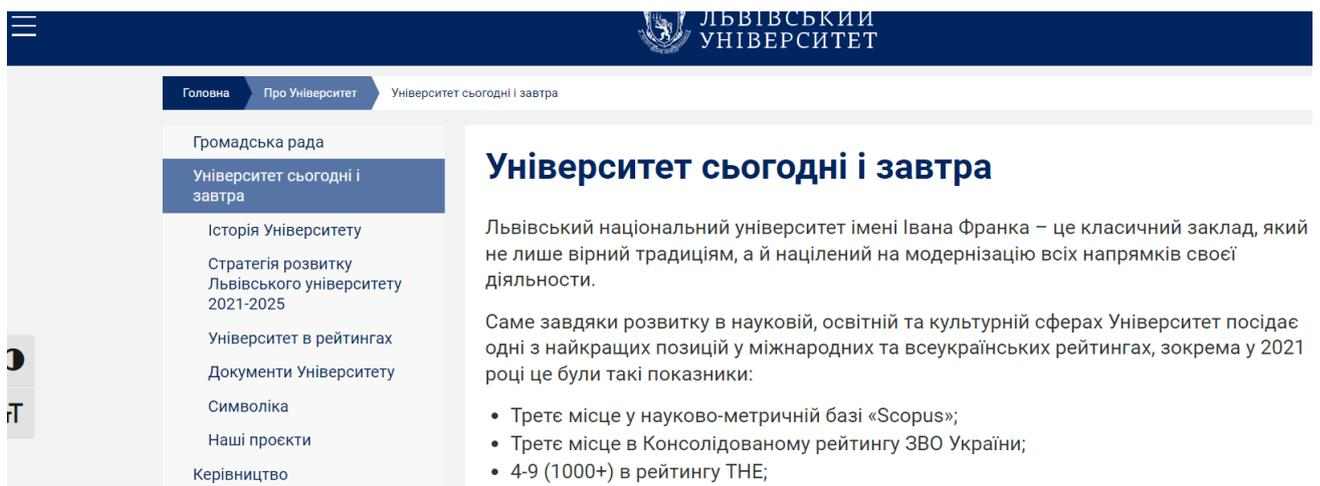 ЛЬВІВСЬКИЙ
УНІВЕРСИТЕТ
Головна
Про Університет
Університет сьогодні і завтра
Громадська рада
Університет сьогодні і
завтра
Історія Університету
Стратегія розвитку
Львівського університету
2021-2025
Університет в рейтингах
Документи Університету
Символіка
Наші проєкти
Керівництво
Університет сьогодні і завтра
Львівський національний університет імені Івана Франка – це класичний заклад, який
не лише вірний традиціям, а й націлений на модернізацію всіх напрямків своєї
діяльности.
Саме завдяки розвитку в науковій, освітній та культурній сферах Університет посідає
одні з найкращих позицій у міжнародних та всеукраїнських рейтингах, зокрема у 2021
році це були такі показники:
• Третє місце у науково-метричній базі «Scopus»;
• Третє місце в Консолідованому рейтингу ЗВО України;
• 4-9 (1000+) в рейтингу THE;